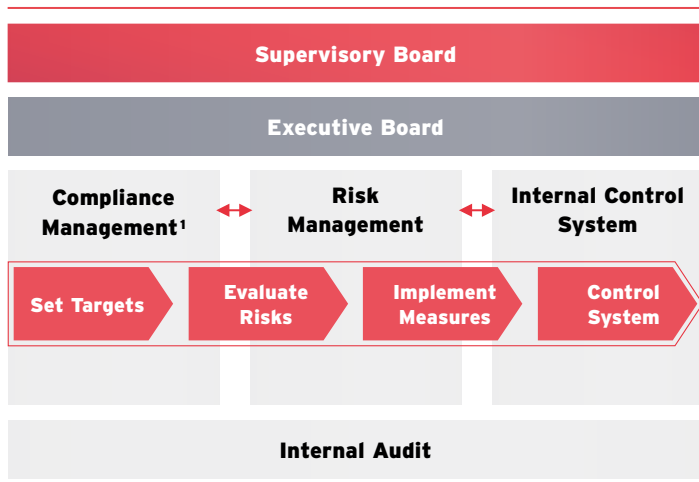 Supervisory Board
Executive Board
Compliance
Management¹
Risk
Management
Internal Control
System
Set Targets
Evaluate
Risks
Implement
Measures
Control
System
Internal Audit